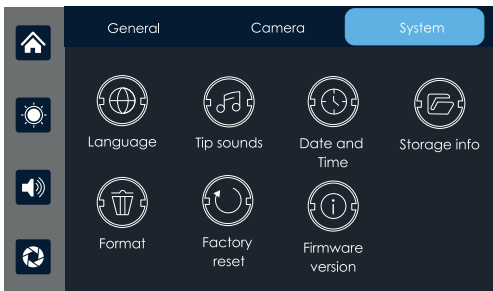 General Camera System
Language Tip sounds Date and Time Storage info
Format Factory reset Firmware version